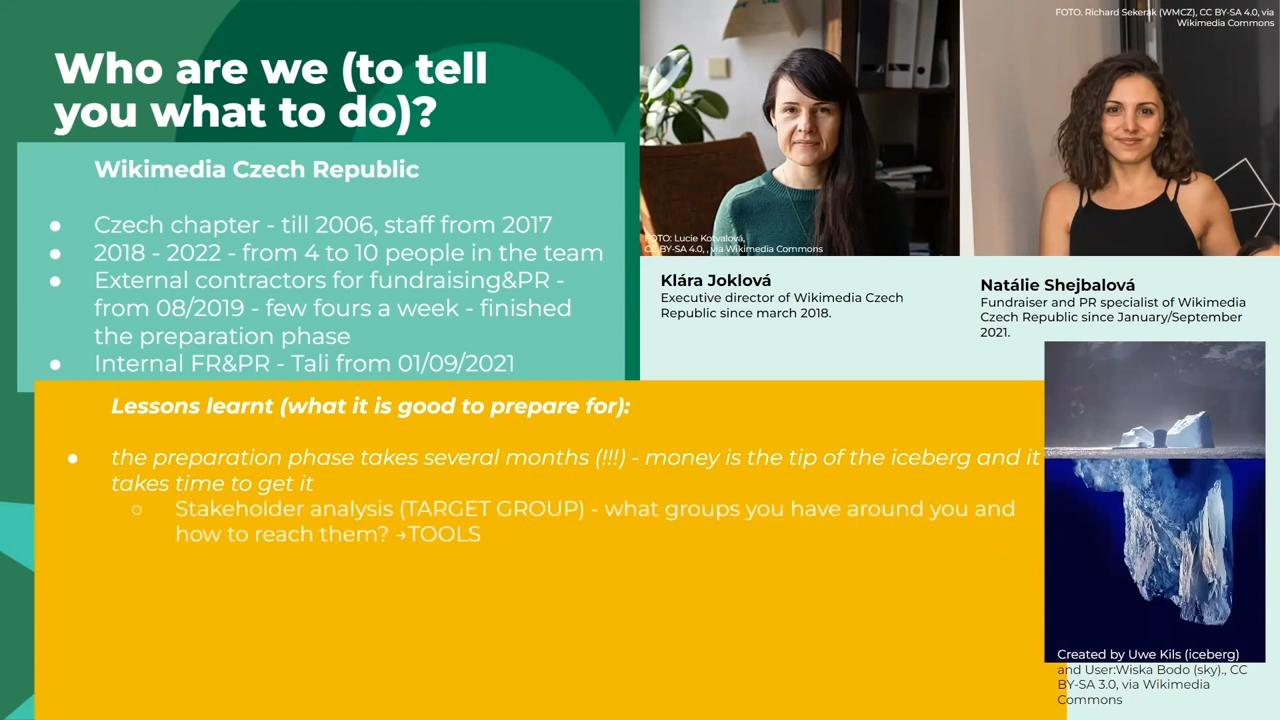 Who are we (to tell
you what to do)?
Wikimedia Czech Republic
● Czech chapter - till 2006, staff from 2017
● 2018 - 2022 - from 4 to 10 people in the team
● External contractors for fundraising&PR -
from 08/2019 - few fours a week - finished
the preparation phase
● Internal FR&PR - Tali from 01/09/2021
FOTO: Lucie Kotvalová,
CC BY-SA 4.0, , via Wikimedia Commons
FOTO. Richard Sekerák (WMCZ), CC BY-SA 4.0, via
Wikimedia Commons
Klára Joklová
Executive director of Wikimedia Czech
Republic since march 2018.
Natálie Shejbalová
Fundraiser and PR specialist of Wikimedia
Czech Republic since January/September
2021.
Lessons learnt (what it is good to prepare for):
● the preparation phase takes several months (!!!) - money is the tip of the iceberg and it
takes time to get it
○ Stakeholder analysis (TARGET GROUP) - what groups you have around you and
how to reach them? →TOOLS
Created by Uwe Kils (iceberg)
and User:Wiska Bodo (sky)., CC
BY-SA 3.0, via Wikimedia
Commons